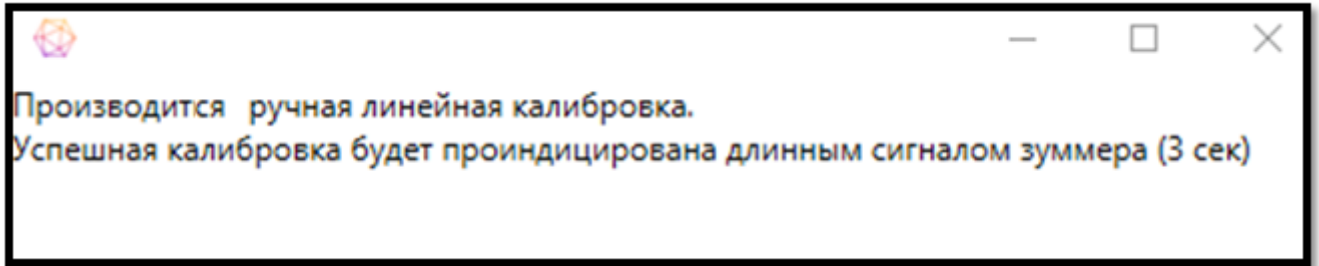 Производится ручная линейная калибровка.
Успешная калибровка будет проиндицирована длинным сигналом зуммера (3 сек)